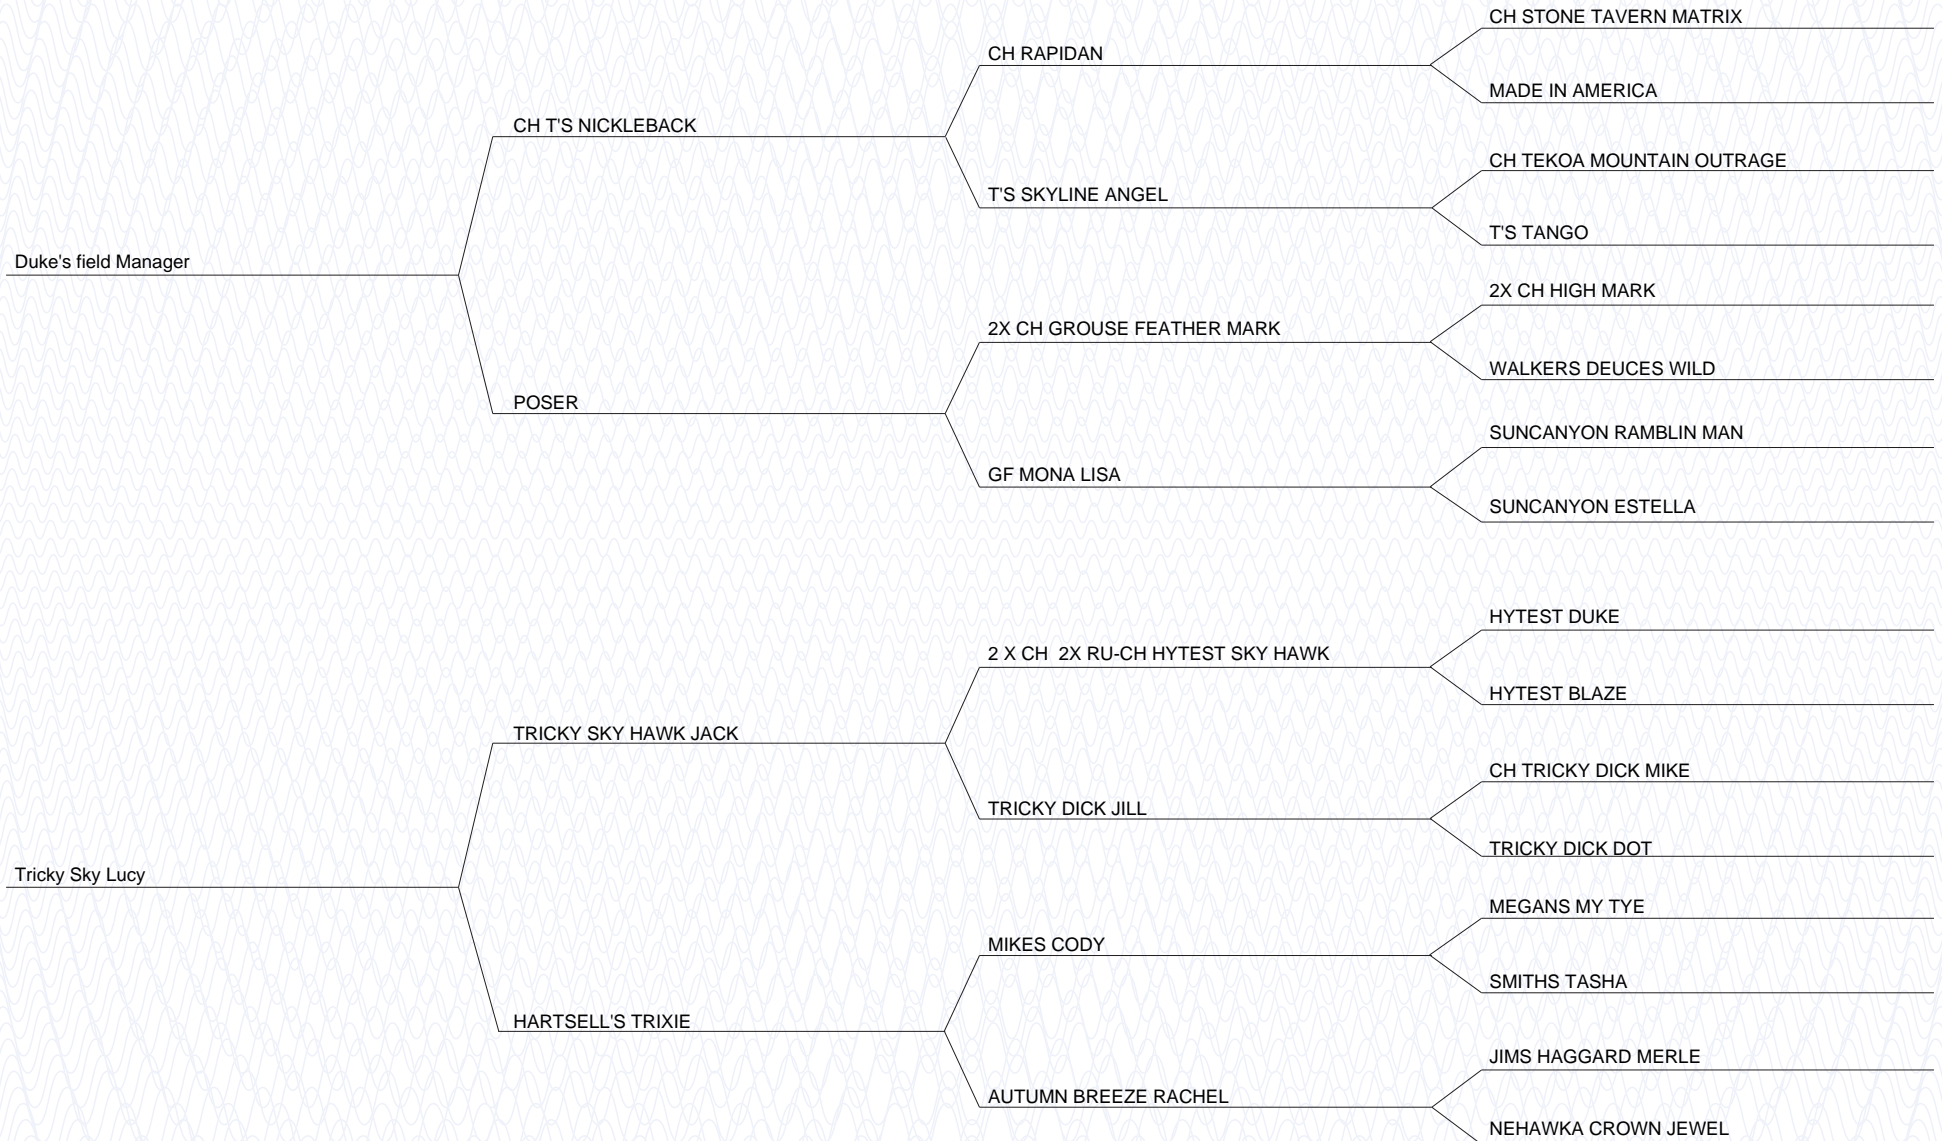 CH STONE TAVERN MATRIX
CH RAPIDAN
MADE IN AMERICA
CH T'S NICKLEBACK
CH TEKOA MOUNTAIN OUTRAGE
T'S SKYLINE ANGEL
T'S TANGO
Duke's field Manager
2X CH HIGH MARK
2X CH GROUSE FEATHER MARK
WALKERS DEUCES WILD
POSER
SUNCANYON RAMBLIN MAN
GF MONA LISA
SUNCANYON ESTELLA
HYTEST DUKE
2 X CH  2X RU-CH HYTEST SKY HAWK
HYTEST BLAZE
TRICKY SKY HAWK JACK
CH TRICKY DICK MIKE
TRICKY DICK JILL
TRICKY DICK DOT
Tricky Sky Lucy
MEGANS MY TYE
MIKES CODY
SMITHS TASHA
HARTSELL'S TRIXIE
JIMS HAGGARD MERLE
AUTUMN BREEZE RACHEL
NEHAWKA CROWN JEWEL